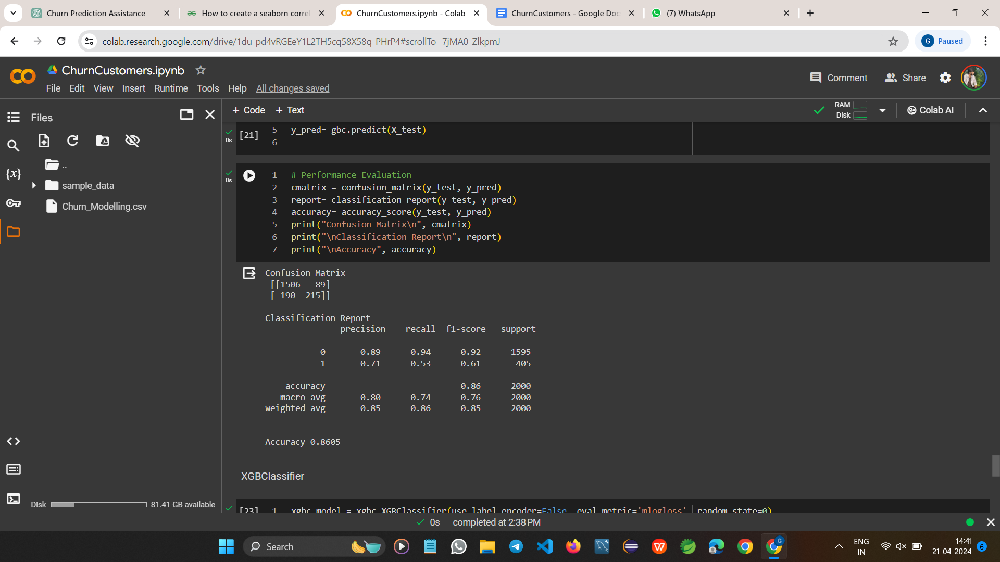 Churn Prediction Assistance
How to create a seaborn correl
ChurnCustomers.ipynb - Colab
ChurnCustomers - Google Doc
(7) WhatsApp
colab.research.google.com/drive/1du-pd4vRGEeY1L2TH5cq58X58q_PHrP4#scrollTo=7jMA0_ZlkpmJ
G Paused
ChurnCustomers.ipynb
Comment Share
File Edit View Insert Runtime Tools Help All changes saved
Files
+ Code + Text
RAM
Disk
Colab AI
..
sample_data
Churn_Modelling.csv
0s [21] 5 y_pred= gbc.predict(X_test)
6
0s
1 # Performance Evaluation
2 cmatrix = confusion_matrix(y_test, y_pred)
3 report= classification_report(y_test, y_pred)
4 accuracy= accuracy_score(y_test, y_pred)
5 print("Confusion Matrix\n", cmatrix)
6 print("\nClassification Report\n", report)
7 print("\nAccuracy", accuracy)
Confusion Matrix
[[1506 89]
[ 190 215]]
Classification Report
precision recall f1-score support
0 0.89 0.94 0.92 1595
1 0.71 0.53 0.61 405
accuracy 0.86 2000
macro avg 0.80 0.74 0.76 2000
weighted avg 0.85 0.86 0.85 2000
Accuracy 0.8605
XGBClassifier
Disk 81.41 GB available
[23] 1 xgbc_model = xgbc.XGBClassifier(use_label_encoder=False, eval_metric='mlogloss', random_state=0)
0s completed at 2:38 PM
Search
ENG
IN
14:41
21-04-2024
6